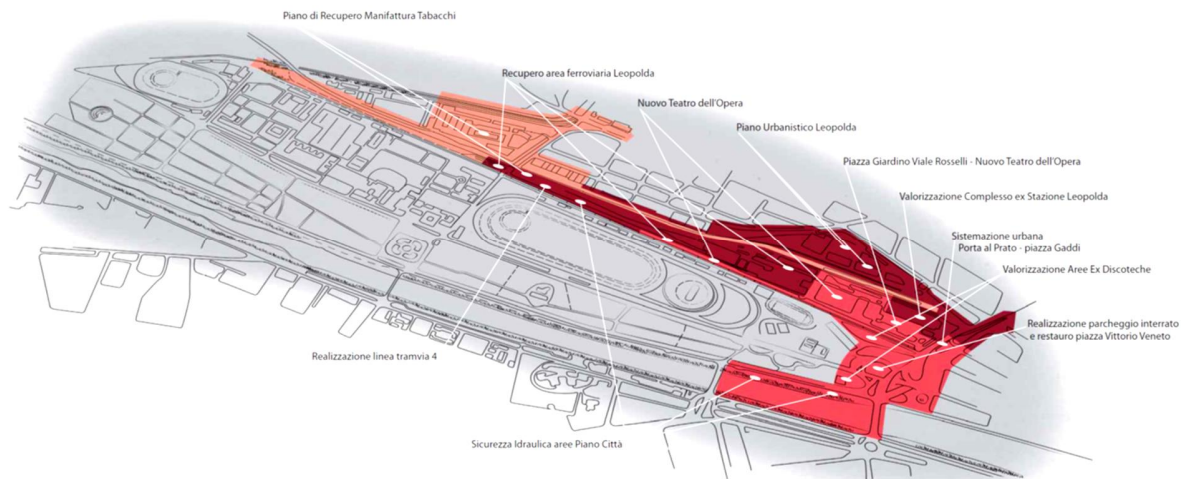 Piano di Recupero Manifattura Tabacchi
Recupero area ferroviaria Leopolda
Nuovo Teatro dell'Opera
Piano Urbanistico Leopolda
Piazza Giardino Viale Rosselli - Nuovo Teatro dell'Opera
Valorizzazione Complesso ex Stazione Leopolda
Sistemazione urbana
Porta al Prato - piazza Gaddi
Valorizzazione Aree Ex Discoteche
Realizzazione parcheggio interrato
e restauro piazza Vittorio Veneto
Realizzazione linea tramvia 4
Sicurezza Idraulica aree Piano Città